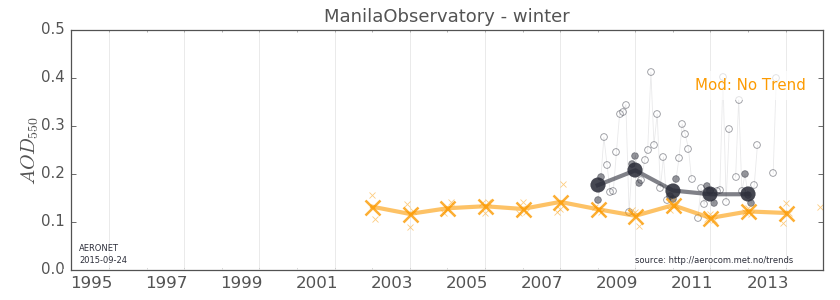 ManilaObservatory - winter
0.5
0.4
0.3
0.2
0.1
0.0
AOD550
Mod: No Trend
AERONET
2015-09-24
source: http://aerocom.met.no/trends
1995 1997 1999 2001 2003 2005 2007 2009 2011 2013